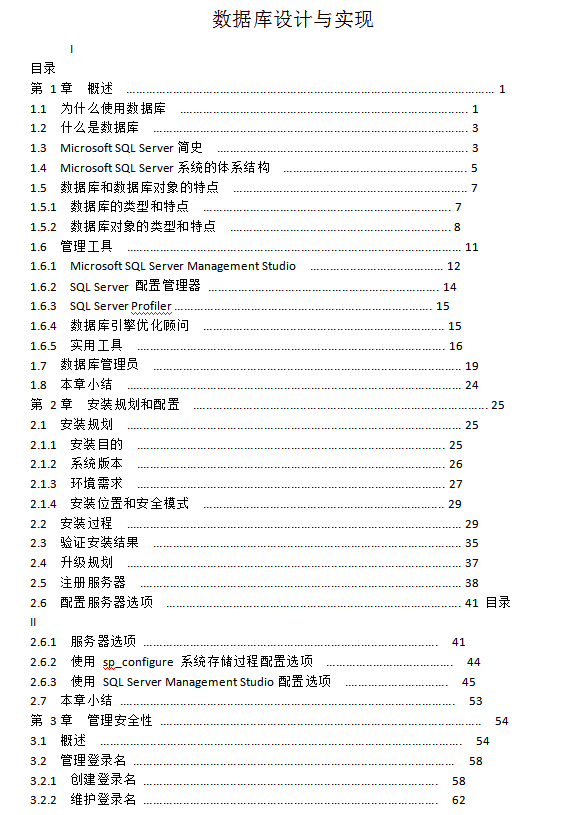 数据库设计与实现
I
目录
第 1 章 概述 ........................................ 1
1.1 为什么使用数据库 ........................................ 1
1.2 什么是数据库 ........................................ 3
1.3 Microsoft SQL Server 简史 ........................................ 3
1.4 Microsoft SQL Server 系统的体系结构 ........................................ 5
1.5 数据库和数据库对象的特点 ........................................ 7
1.5.1 数据库的类型和特点 ........................................ 7
1.5.2 数据库对象的类型和特点 ........................................ 8
1.6 管理工具 ........................................ 11
1.6.1 Microsoft SQL Server Management Studio ........................................ 12
1.6.2 SQL Server 配置管理器 ........................................ 14
1.6.3 SQL Server Profiler ........................................ 15
1.6.4 数据库引擎优化顾问 ........................................ 15
1.6.5 实用工具 ........................................ 16
1.7 数据库管理员 ........................................ 19
1.8 本章小结 ........................................ 24
第 2 章 安装规划和配置 ........................................ 25
2.1 安装规划 ........................................ 25
2.1.1 安装目的 ........................................ 25
2.1.2 系统版本 ........................................ 26
2.1.3 环境需求 ........................................ 27
2.1.4 安装位置和安全模式 ........................................ 29
2.2 安装过程 ........................................ 29
2.3 验证安装结果 ........................................ 35
2.4 升级规划 ........................................ 37
2.5 注册服务器 ........................................ 38
2.6 配置服务器选项 ........................................ 41 目录
II
2.6.1 服务器选项 ........................................ 41
2.6.2 使用 sp_configure 系统存储过程配置选项 ........................................ 44
2.6.3 使用 SQL Server Management Studio 配置选项 ........................................ 45
2.7 本章小结 ........................................ 53
第 3 章 管理安全性 ........................................ 54
3.1 概述 ........................................ 54
3.2 管理登录名 ........................................ 58
3.2.1 创建登录名 ........................................ 58
3.2.2 维护登录名 ........................................ 62